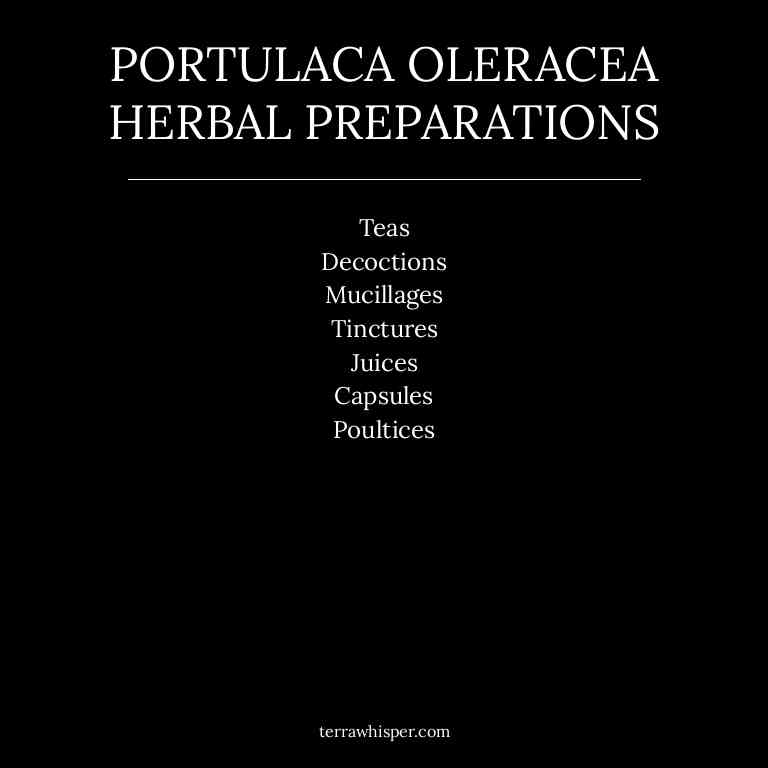 PORTULACA OLERACEA
HERBAL PREPARATIONS
Teas
Decoctions
Mucillages
Tinctures
Juices
Capsules
Poultices
terrawhisper.com